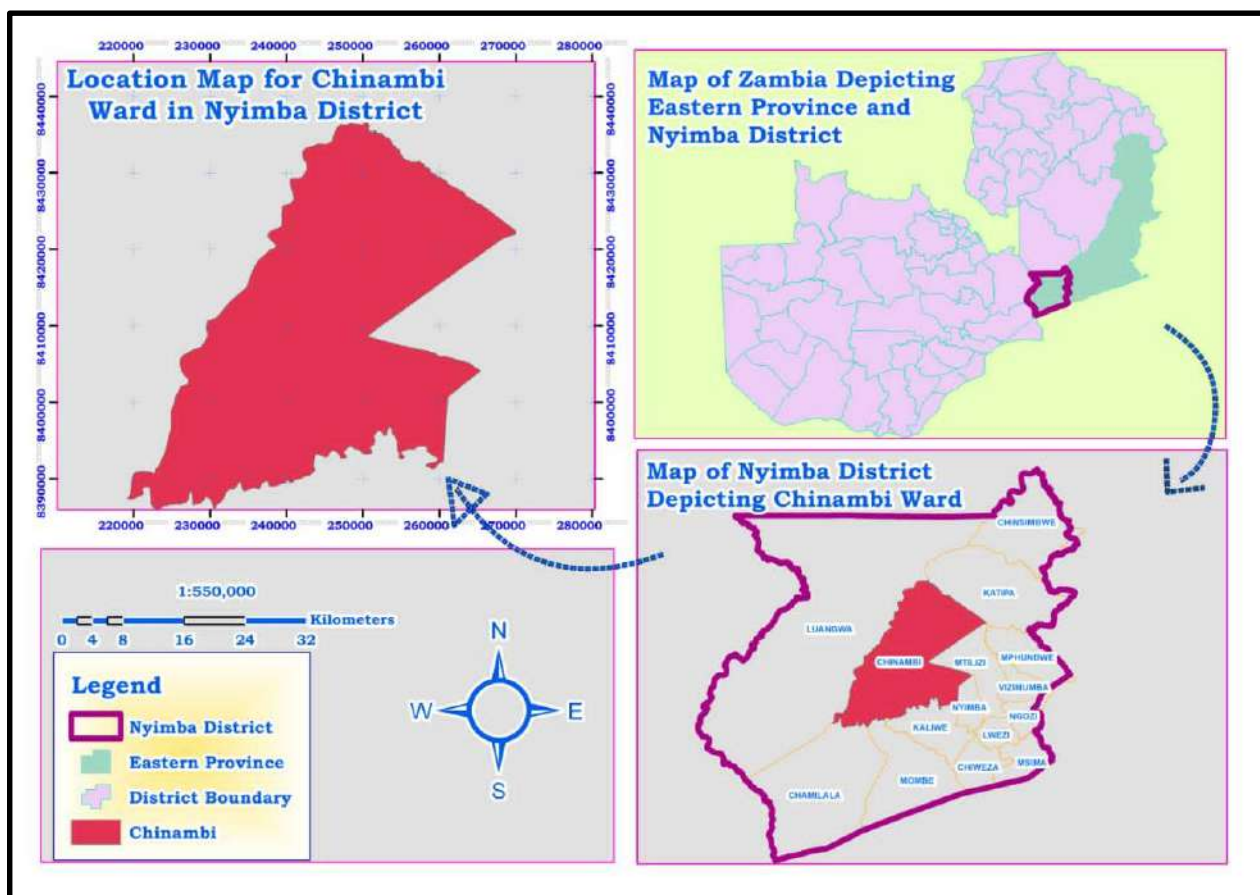 220000 230000 240000 250000 260000 270000 280000
Location Map for Chinambi
Ward in Nyimba District
8440000
8430000
8420000
8410000
8400000
8390000
8440000
8430000
8420000
8410000
8400000
8390000
220000 230000 240000 250000 260000 270000 280000
Map of Zambia Depicting
Eastern Province and
Nyimba District
Map of Nyimba District
Depicting Chinambi Ward
CHINSIMBWE
KATIPA
LUANGWA
CHINAMBI
MTILIZI
MPHUNDWE
VIZIMUMBA
NYIMBA
NGOZI
KALIWE
LWEZI
CHIWEZA
MSIMA
MOMBE
CHAMILALA
1:550,000
Kilometers
0 4 8 16 24 32
N
W E
S
Legend
Nyimba District
Eastern Province
District Boundary
Chinambi